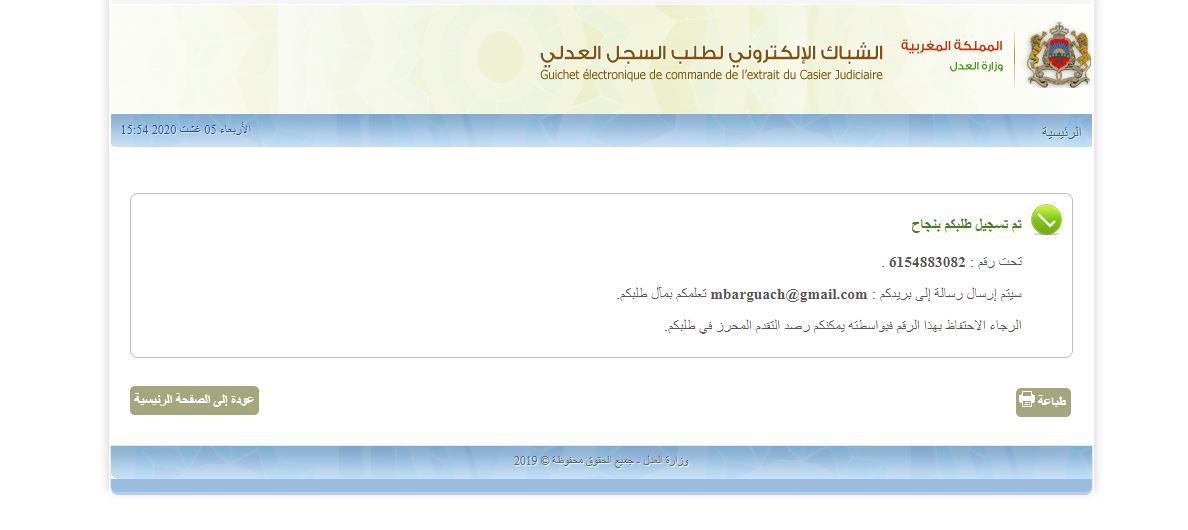 المملكة المغربية
وزارة العدل
الشباك الإلكتروني لطلب السجل العدلي
Guichet électronique de commande de l'extrait du Casier Judiciaire
الرئيسية
الأربعاء 05 غشت 2020 15:54
تم تسجيل طلبكم بنجاح
تحت رقم : 6154883082 .
سيتم إرسال رسالة إلى بريدكم : mbarguach@gmail.com تعلمكم بمآل طلبكم.
الرجاء الاحتفاظ بهذا الرقم فبواسطته يمكنكم رصد التقدم المحرز في طلبكم.
طباعة
عودة إلى الصفحة الرئيسية
وزارة العدل - جميع الحقوق محفوظة © 2019